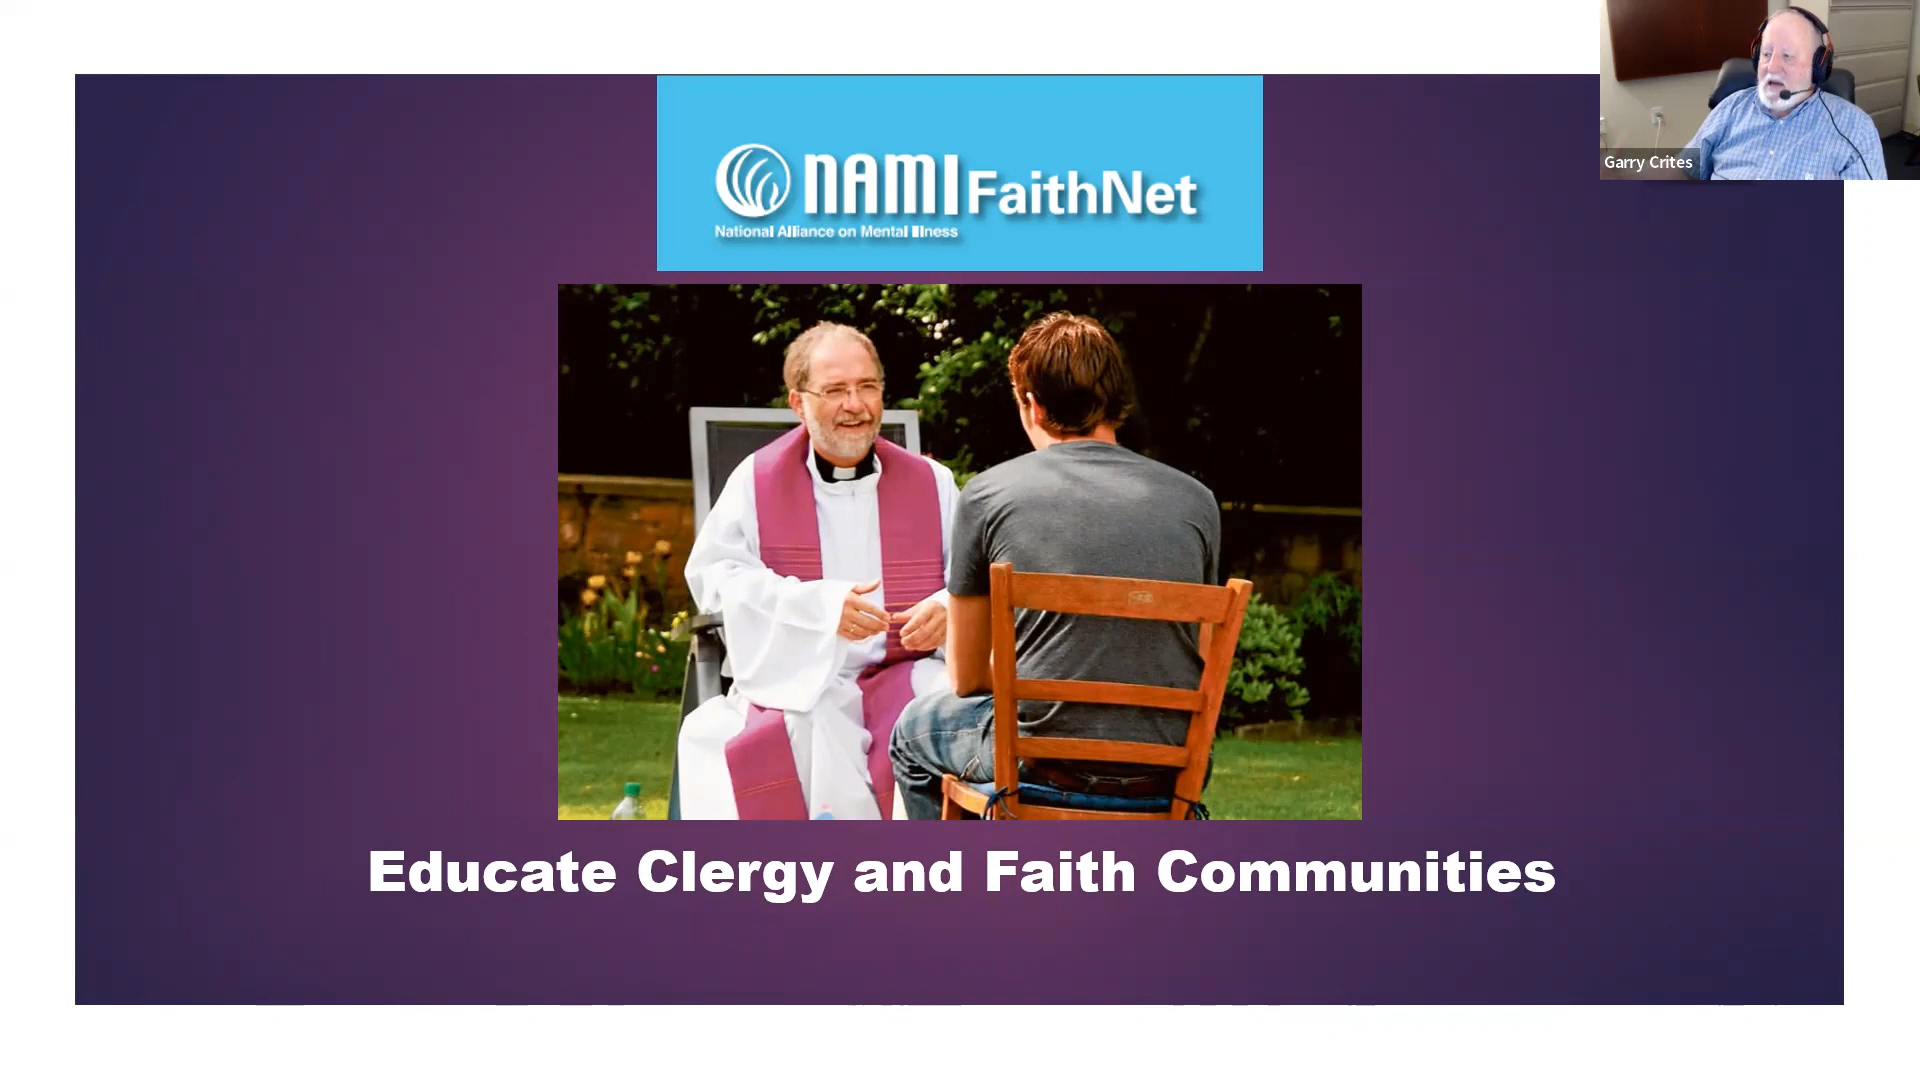 Garry Crites
NAMI FaithNet
National Alliance on Mental Illness
Educate Clergy and Faith Communities